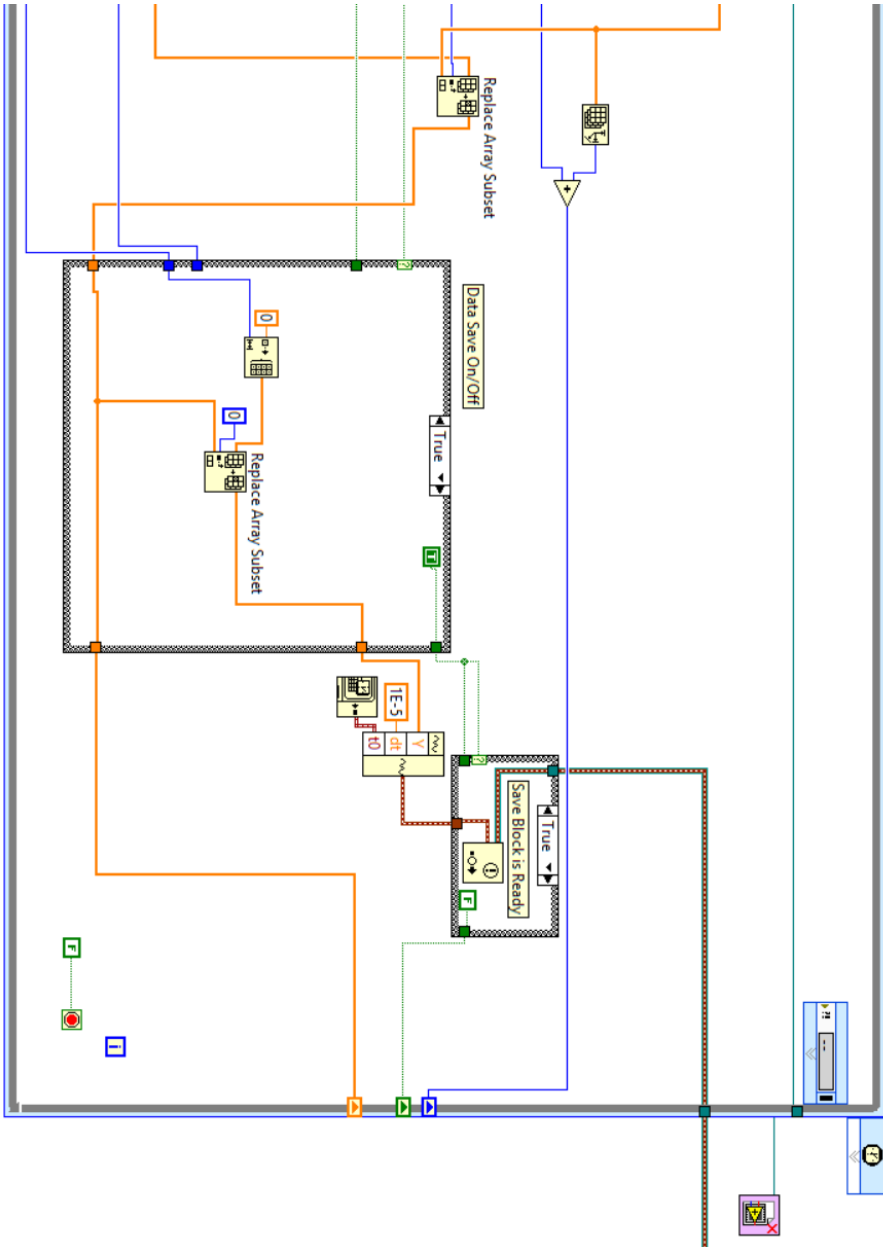 Replace Array Subset
+
Data Save On/Off
?
0
True
0
Replace Array Subset
T
1E-5
Y
dt
t0
?
True
Save Block is Ready
F
F
i
?!